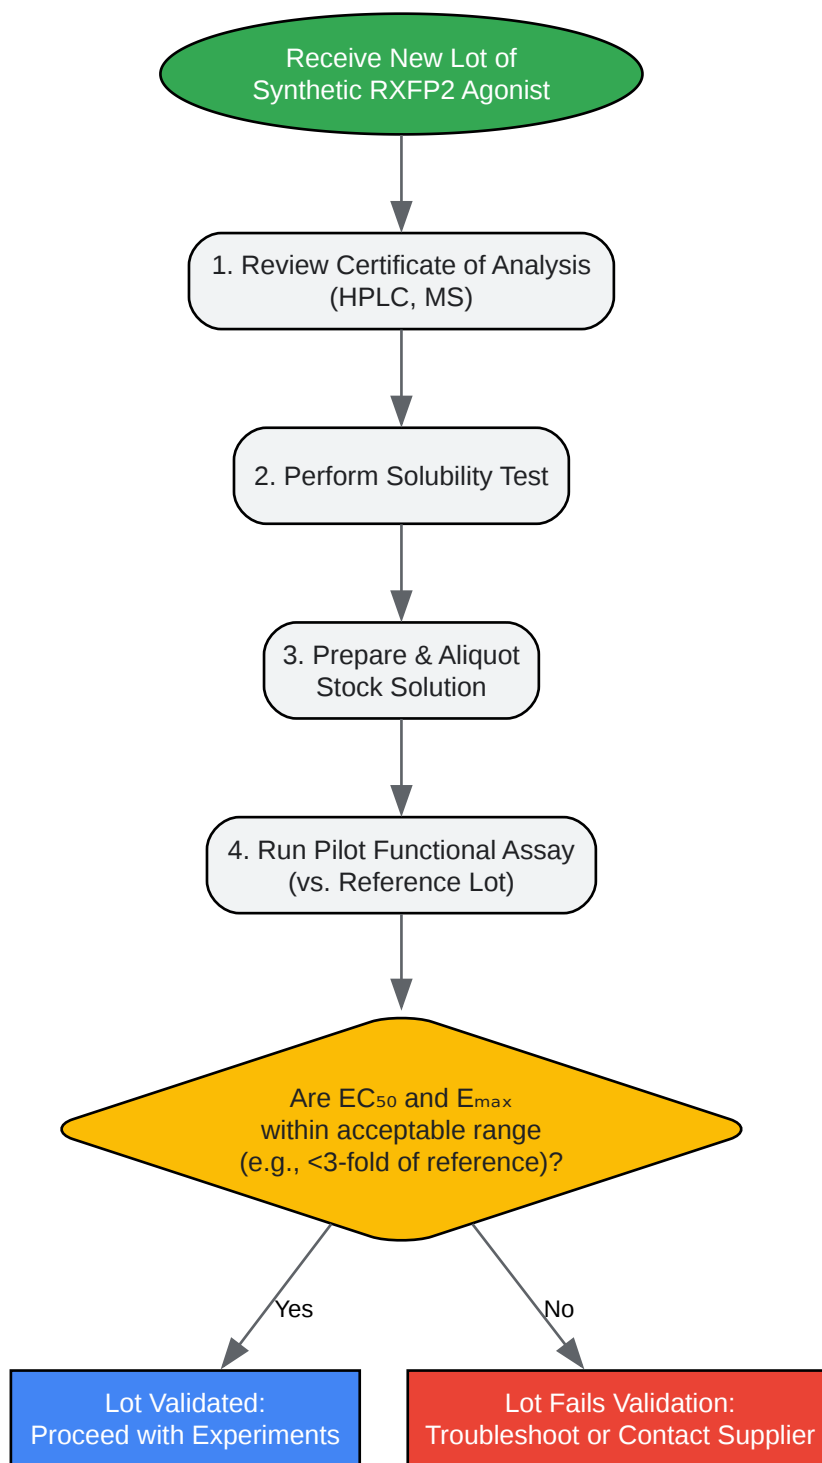 Receive New Lot of
Synthetic RXFP2 Agonist
1. Review Certificate of Analysis
(HPLC, MS)
2. Perform Solubility Test
3. Prepare & Aliquot
Stock Solution
4. Run Pilot Functional Assay
(vs. Reference Lot)
Are EC₅₀ and Eₘₐₓ
within acceptable range
(e.g., <3-fold of reference)?
Yes
No
Lot Validated:
Proceed with Experiments
Lot Fails Validation:
Troubleshoot or Contact Supplier